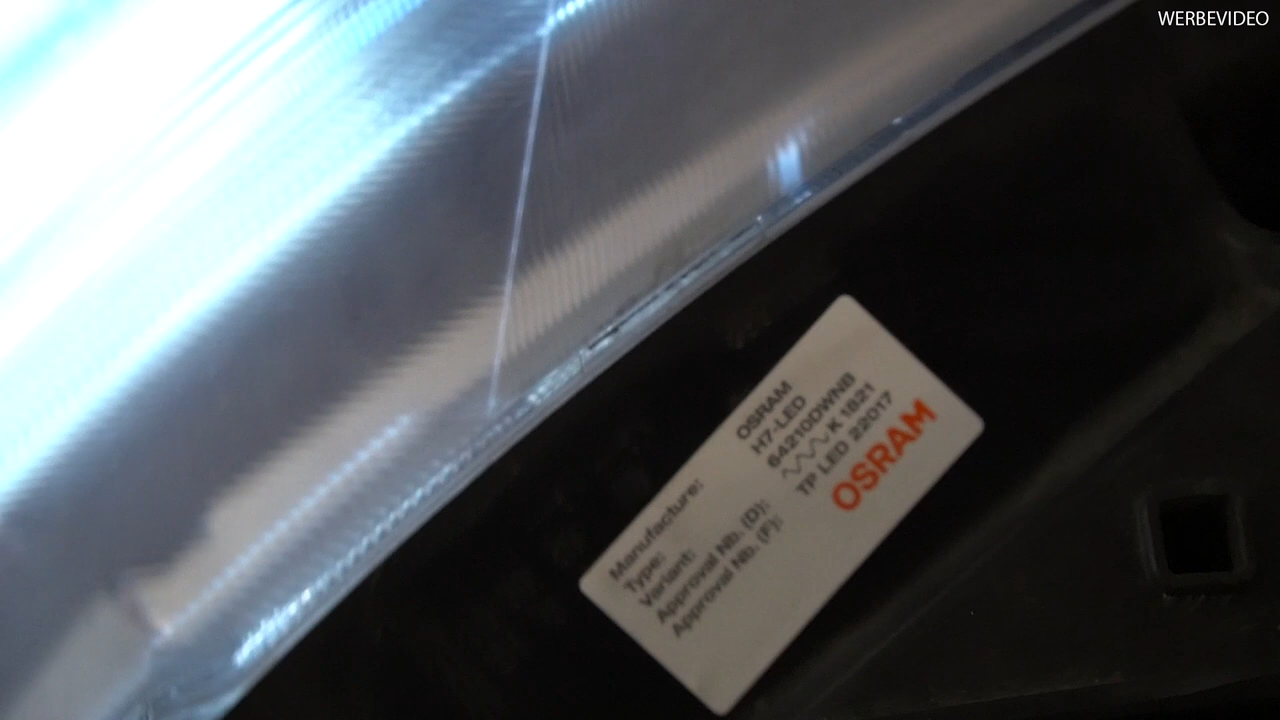 WERBEVIDEO
Manufacture: OSRAM
Type: H7-LED
Variant: 64210DWNB
Approval Nb. (D): K 1821
Approval Nb. (F): TP LED 22017
OSRAM